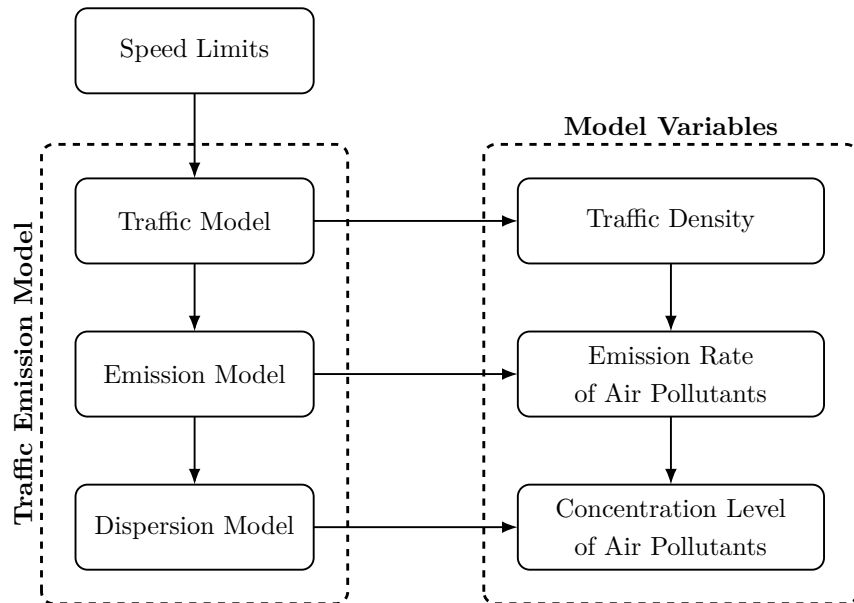 Speed Limits
Model Variables
Traffic Emission Model
Traffic Model
Traffic Density
Emission Model
Emission Rate
of Air Pollutants
Dispersion Model
Concentration Level
of Air Pollutants